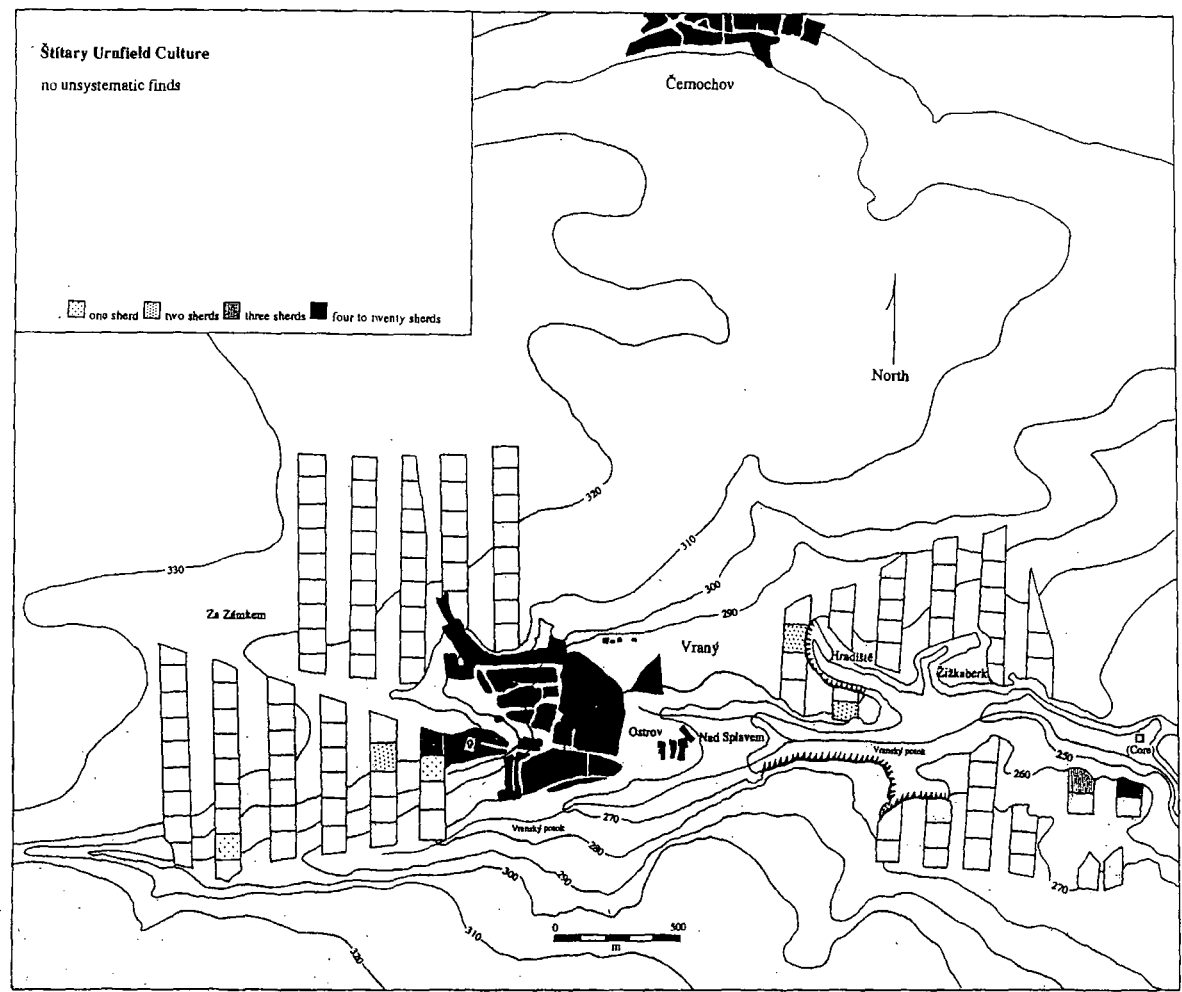 Štítary Urnfield Culture
no unsystematic finds
one sherd two sherds three sherds four to twenty sherds
Černochov
North
320
310
330
300
290
Za Zámkem
Vraný
Hradiště
Žižkaberk
Ostrov
Nad Splavem
Vranský potok
(Core)
250
260
270
Vranský potok
280
290
300
270
310
320
0 500
m